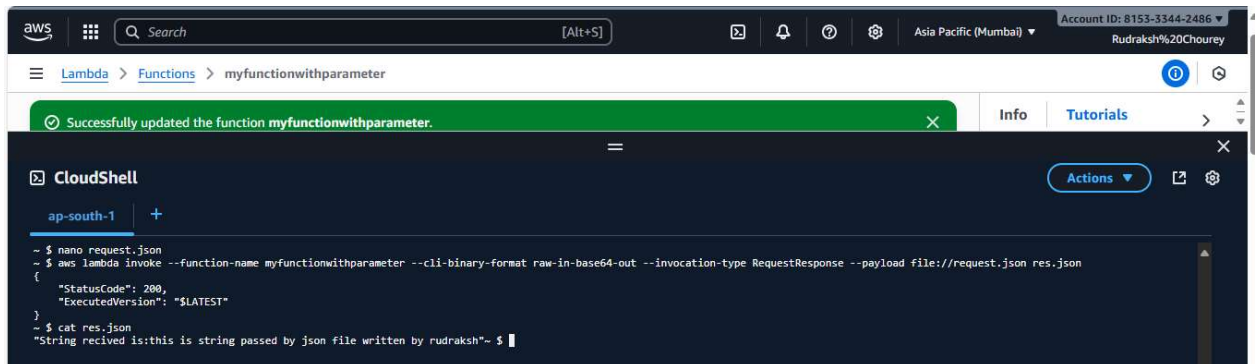 aws
Search
[Alt+S]
Asia Pacific (Mumbai) ▼
Account ID: 8153-3344-2486 ▼
Rudraksh%20Chourey
Lambda > Functions > myfunctionwithparameter
Successfully updated the function myfunctionwithparameter.
Info
Tutorials
CloudShell
Actions ▼
ap-south-1
+
~ $ nano request.json
~ $ aws lambda invoke --function-name myfunctionwithparameter --cli-binary-format raw-in-base64-out --invocation-type RequestResponse --payload file://request.json res.json
{
    "StatusCode": 200,
    "ExecutedVersion": "$LATEST"
}
~ $ cat res.json
"String recived is:this is string passed by json file written by rudraksh"~ $